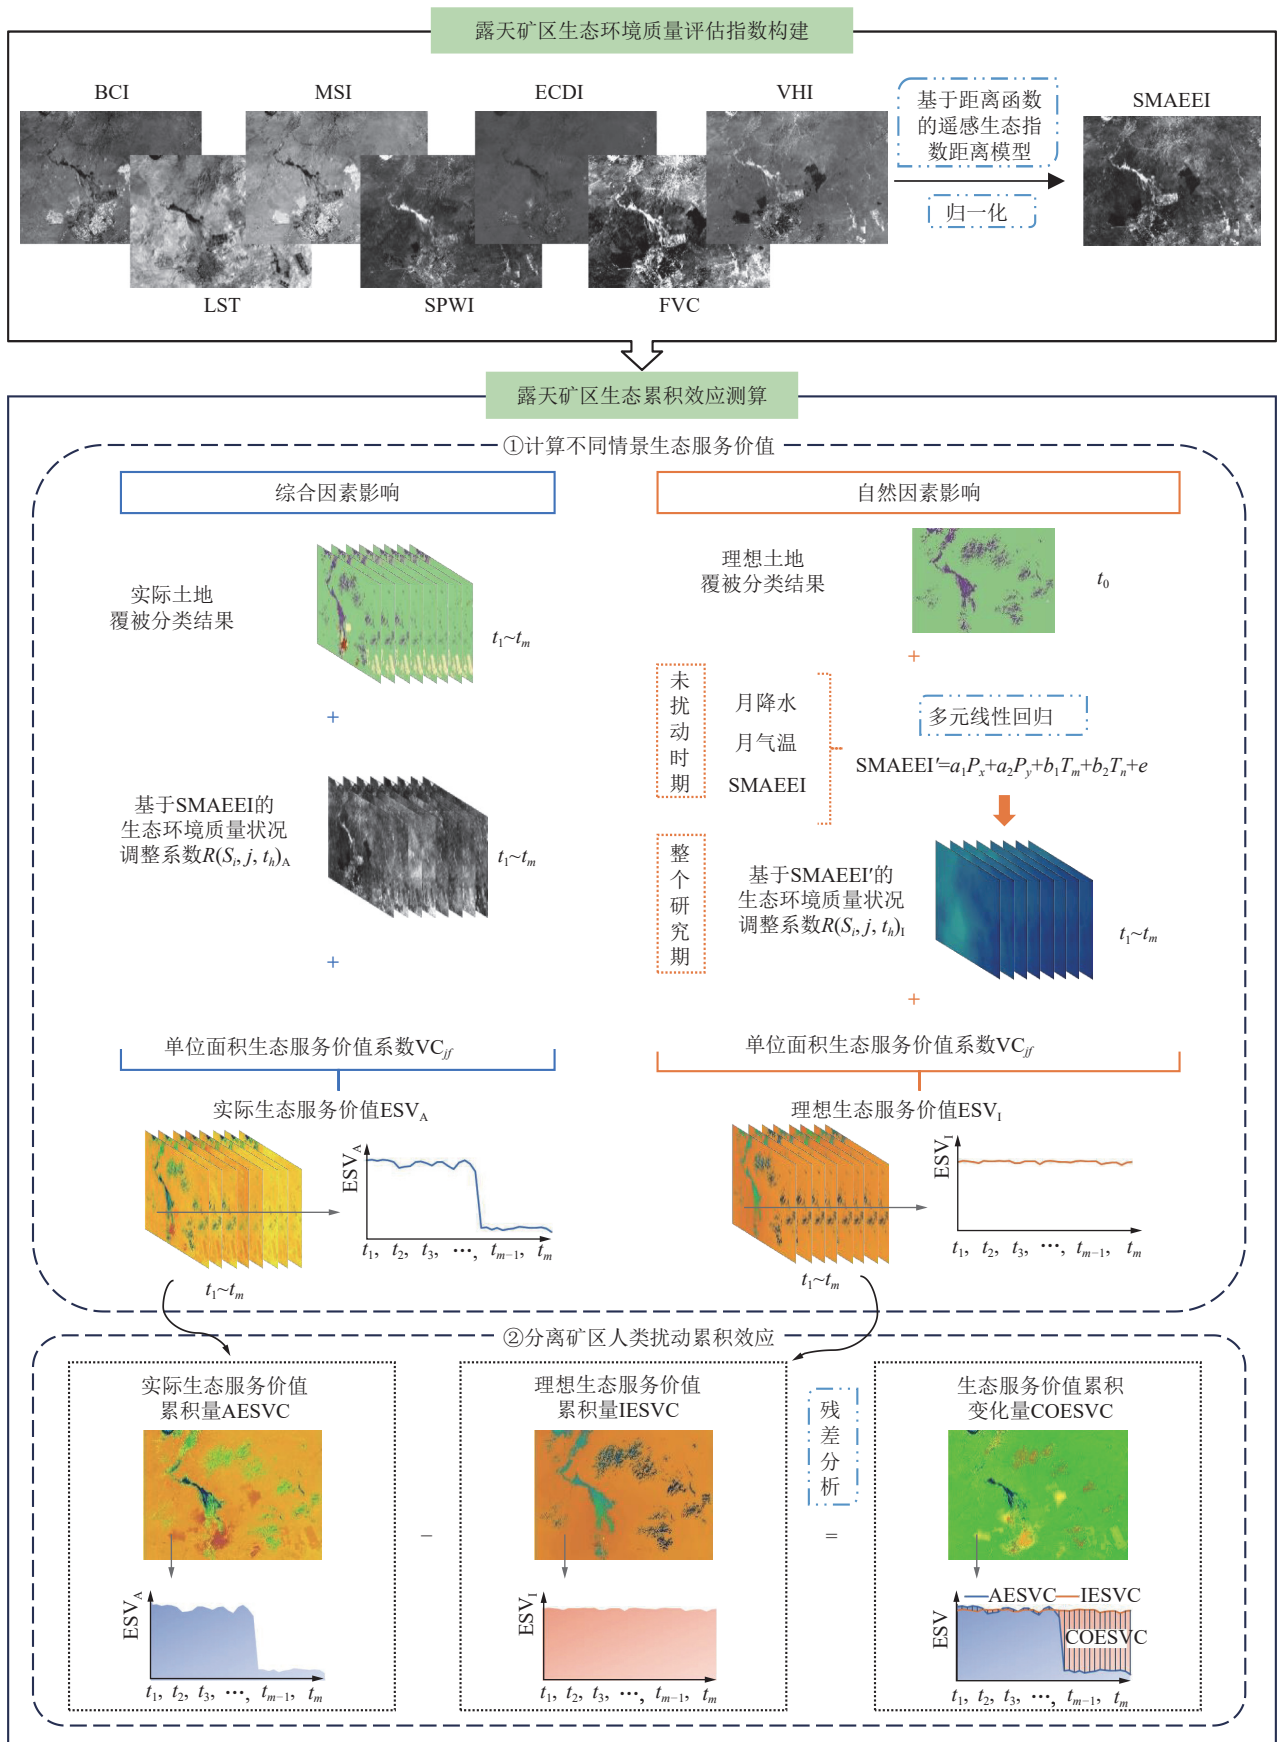 露天矿区生态环境质量评估指数构建
BCI
MSI
ECDI
VHI
LST
SPWI
FVC
基于距离函数
的遥感生态指
数距离模型
归一化
SMAEEI
露天矿区生态累积效应测算
①计算不同情景生态服务价值
综合因素影响
实际土地
覆被分类结果
t₁~tₘ
+
基于SMAEEI的
生态环境质量状况
调整系数R(Sᵢ, j, tₕ)A
t₁~tₘ
+
单位面积生态服务价值系数VCjf
实际生态服务价值ESVA
ESVA
t₁, t₂, t₃, ···, tₘ₋₁, tₘ
t₁~tₘ
自然因素影响
理想土地
覆被分类结果
t₀
+
未扰动时期
月降水
月气温
SMAEEI
多元线性回归
SMAEEI′=a₁Pₓ+a₂Py+b₁Tₘ+b₂Tₙ+e
整个研究期
基于SMAEEI′的
生态环境质量状况
调整系数R(Sᵢ, j, tₕ)I
t₁~tₘ
+
单位面积生态服务价值系数VCjf
理想生态服务价值ESVI
ESVI
t₁, t₂, t₃, ···, tₘ₋₁, tₘ
t₁~tₘ
②分离矿区人类扰动累积效应
实际生态服务价值
累积量AESVC
ESVA
t₁, t₂, t₃, ···, tₘ₋₁, tₘ
−
理想生态服务价值
累积量IESVC
ESVI
t₁, t₂, t₃, ···, tₘ₋₁, tₘ
残差分析
=
生态服务价值累积
变化量COESVC
AESVC
IESVC
COESVC
ESV
t₁, t₂, t₃, ···, tₘ₋₁, tₘ